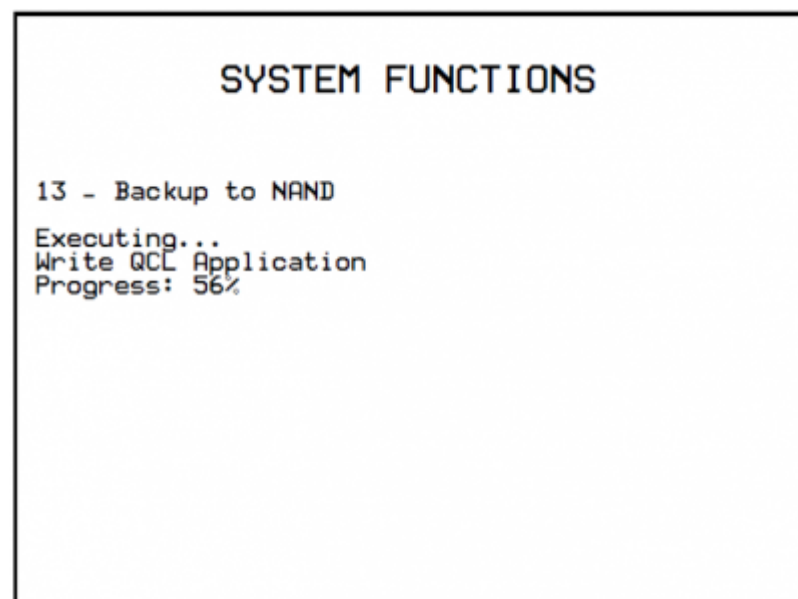 SYSTEM FUNCTIONS
13 - Backup to NAND
Executing...
Write QCL Application
Progress: 56%